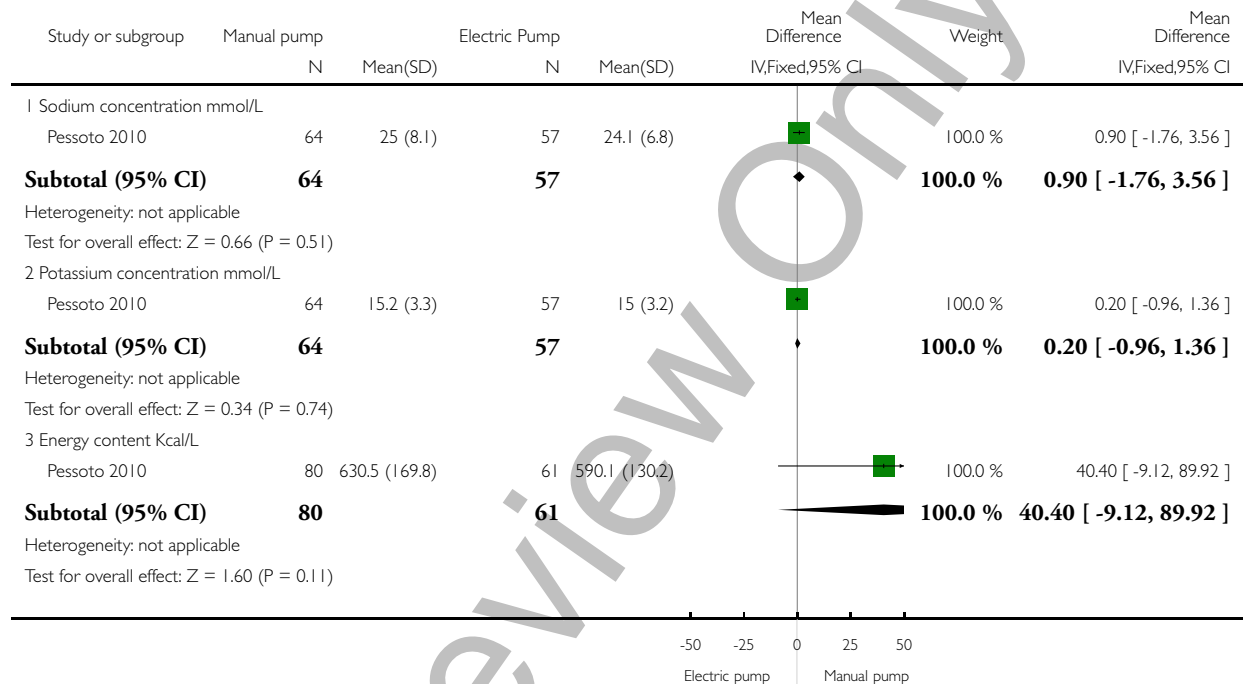 Study or subgroup Manual pump Electric Pump Mean Difference Weight Mean Difference
N Mean(SD) N Mean(SD) IV,Fixed,95% CI IV,Fixed,95% CI
1 Sodium concentration mmol/L
Pessoto 2010 64 25 (8.1) 57 24.1 (6.8) 100.0 % 0.90 [ -1.76, 3.56 ]
Subtotal (95% CI) 64 57 100.0 % 0.90 [ -1.76, 3.56 ]
Heterogeneity: not applicable
Test for overall effect: Z = 0.66 (P = 0.51)
2 Potassium concentration mmol/L
Pessoto 2010 64 15.2 (3.3) 57 15 (3.2) 100.0 % 0.20 [ -0.96, 1.36 ]
Subtotal (95% CI) 64 57 100.0 % 0.20 [ -0.96, 1.36 ]
Heterogeneity: not applicable
Test for overall effect: Z = 0.34 (P = 0.74)
3 Energy content Kcal/L
Pessoto 2010 80 630.5 (169.8) 61 590.1 (130.2) 100.0 % 40.40 [ -9.12, 89.92 ]
Subtotal (95% CI) 80 61 100.0 % 40.40 [ -9.12, 89.92 ]
Heterogeneity: not applicable
Test for overall effect: Z = 1.60 (P = 0.11)
-50 -25 0 25 50
Electric pump Manual pump
eview Only